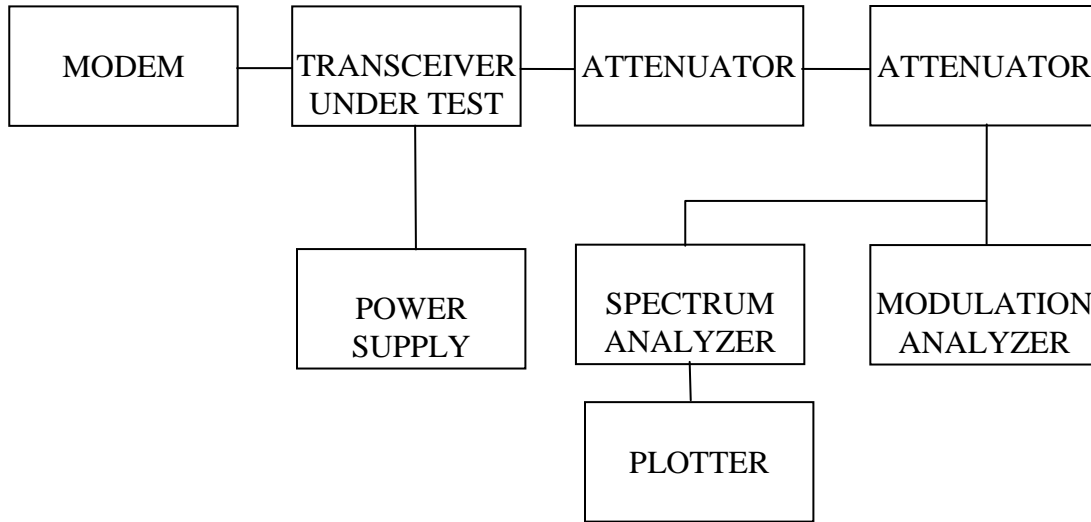 MODEM
TRANSCEIVER
UNDER TEST
ATTENUATOR
ATTENUATOR
POWER
SUPPLY
SPECTRUM
ANALYZER
MODULATION
ANALYZER
PLOTTER